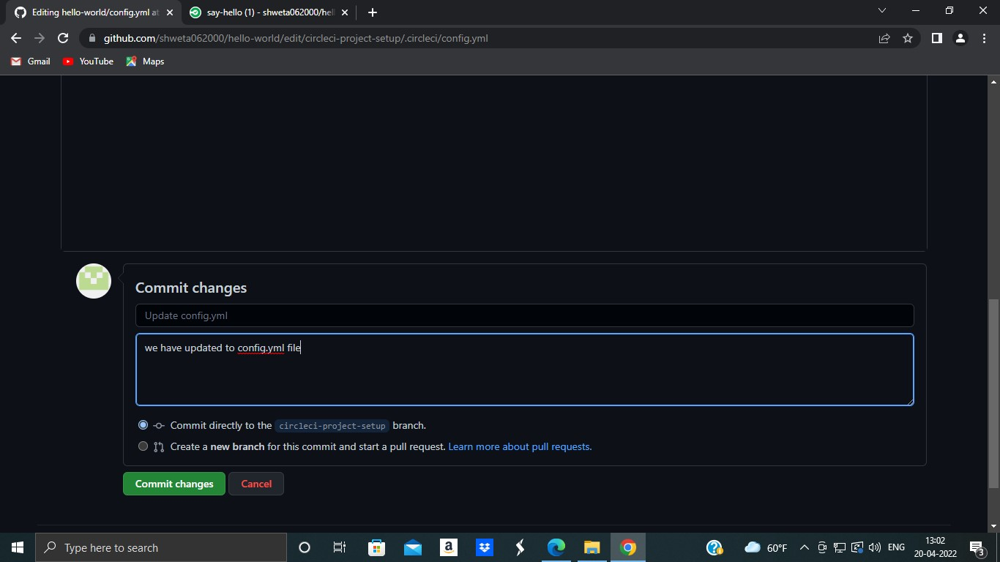 Editing hello-world/config.yml at
say-hello (1) - shweta062000/hel
github.com/shweta062000/hello-world/edit/circleci-project-setup/.circleci/config.yml
Gmail
YouTube
Maps
Commit changes
Update config.yml
we have updated to config.yml file
Commit directly to the circleci-project-setup branch.
Create a new branch for this commit and start a pull request. Learn more about pull requests.
Commit changes
Cancel
Type here to search
60°F
ENG
13:02
20-04-2022
3